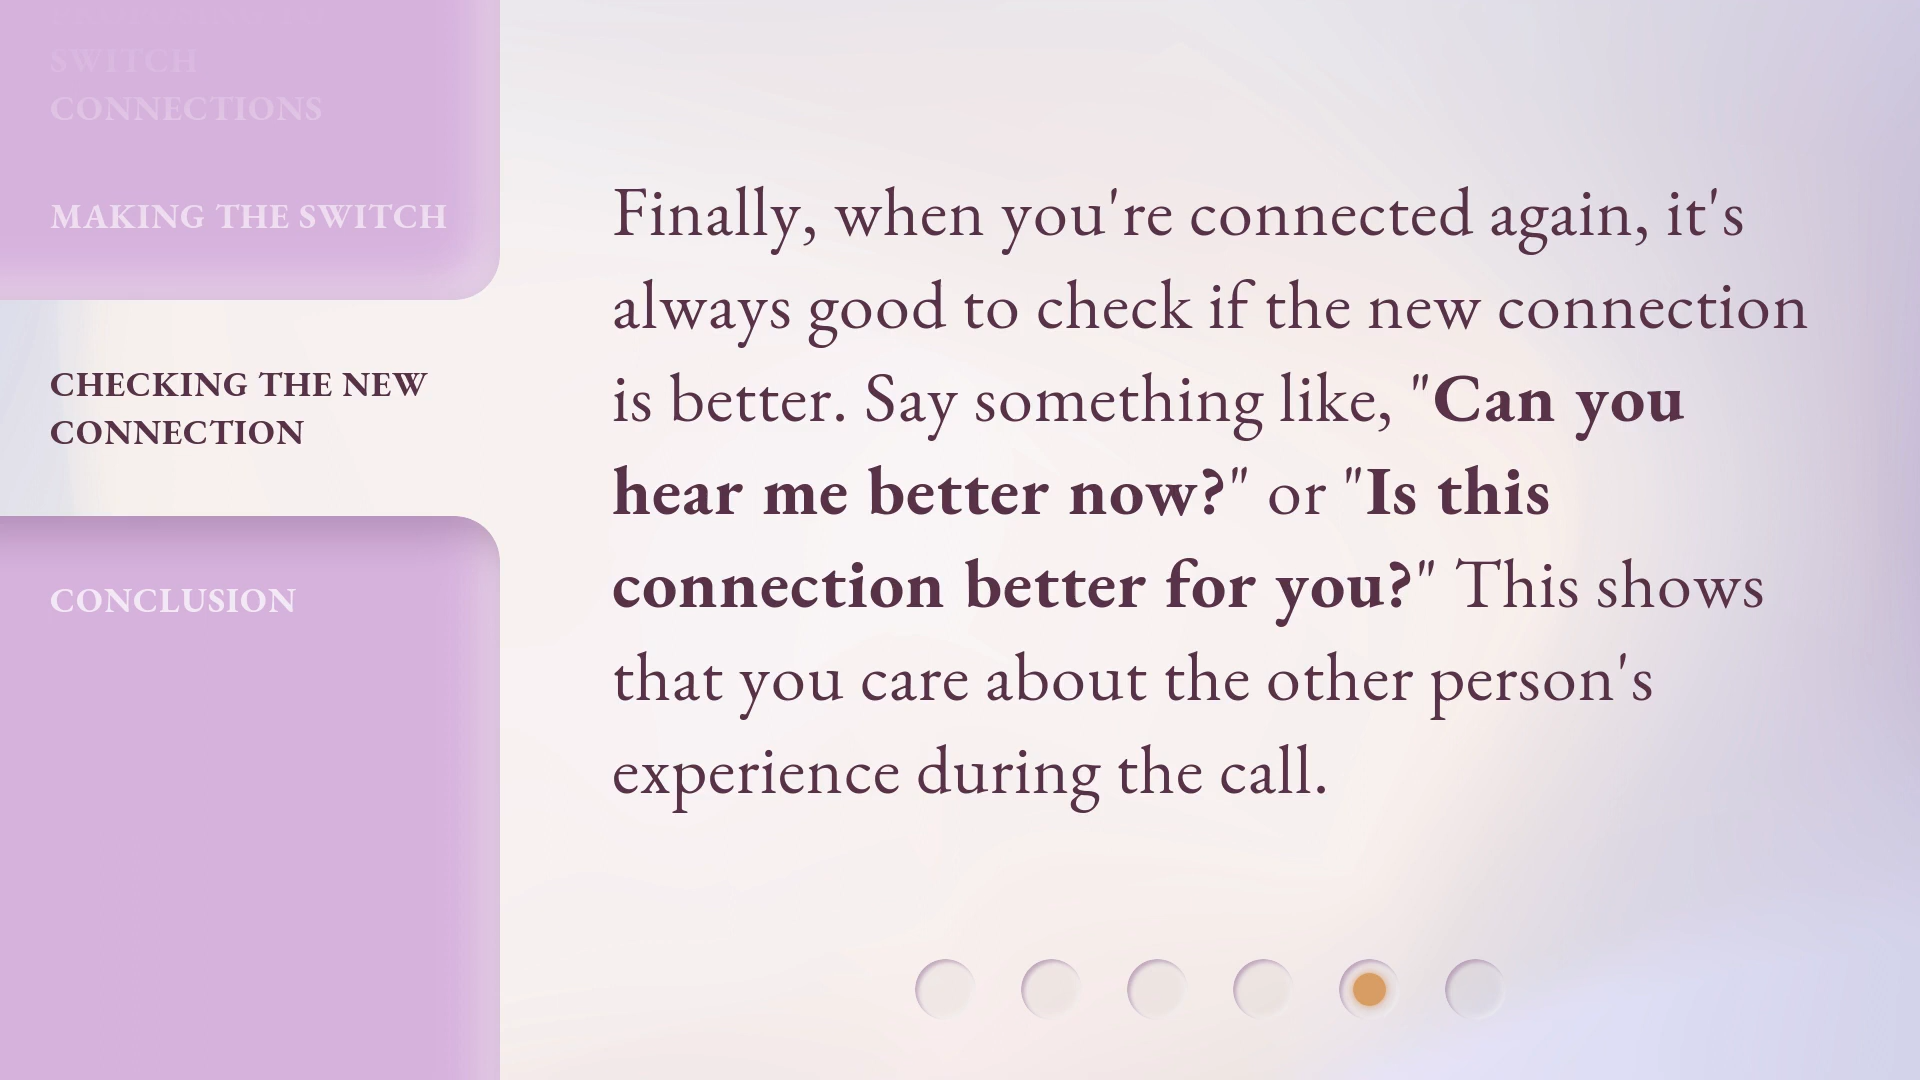 SWITCH
CONNECTIONS
MAKING THE SWITCH
CHECKING THE NEW
CONNECTION
CONCLUSION
Finally, when you're connected again, it's
always good to check if the new connection
is better. Say something like, "Can you
hear me better now?" or "Is this
connection better for you?" This shows
that you care about the other person's
experience during the call.